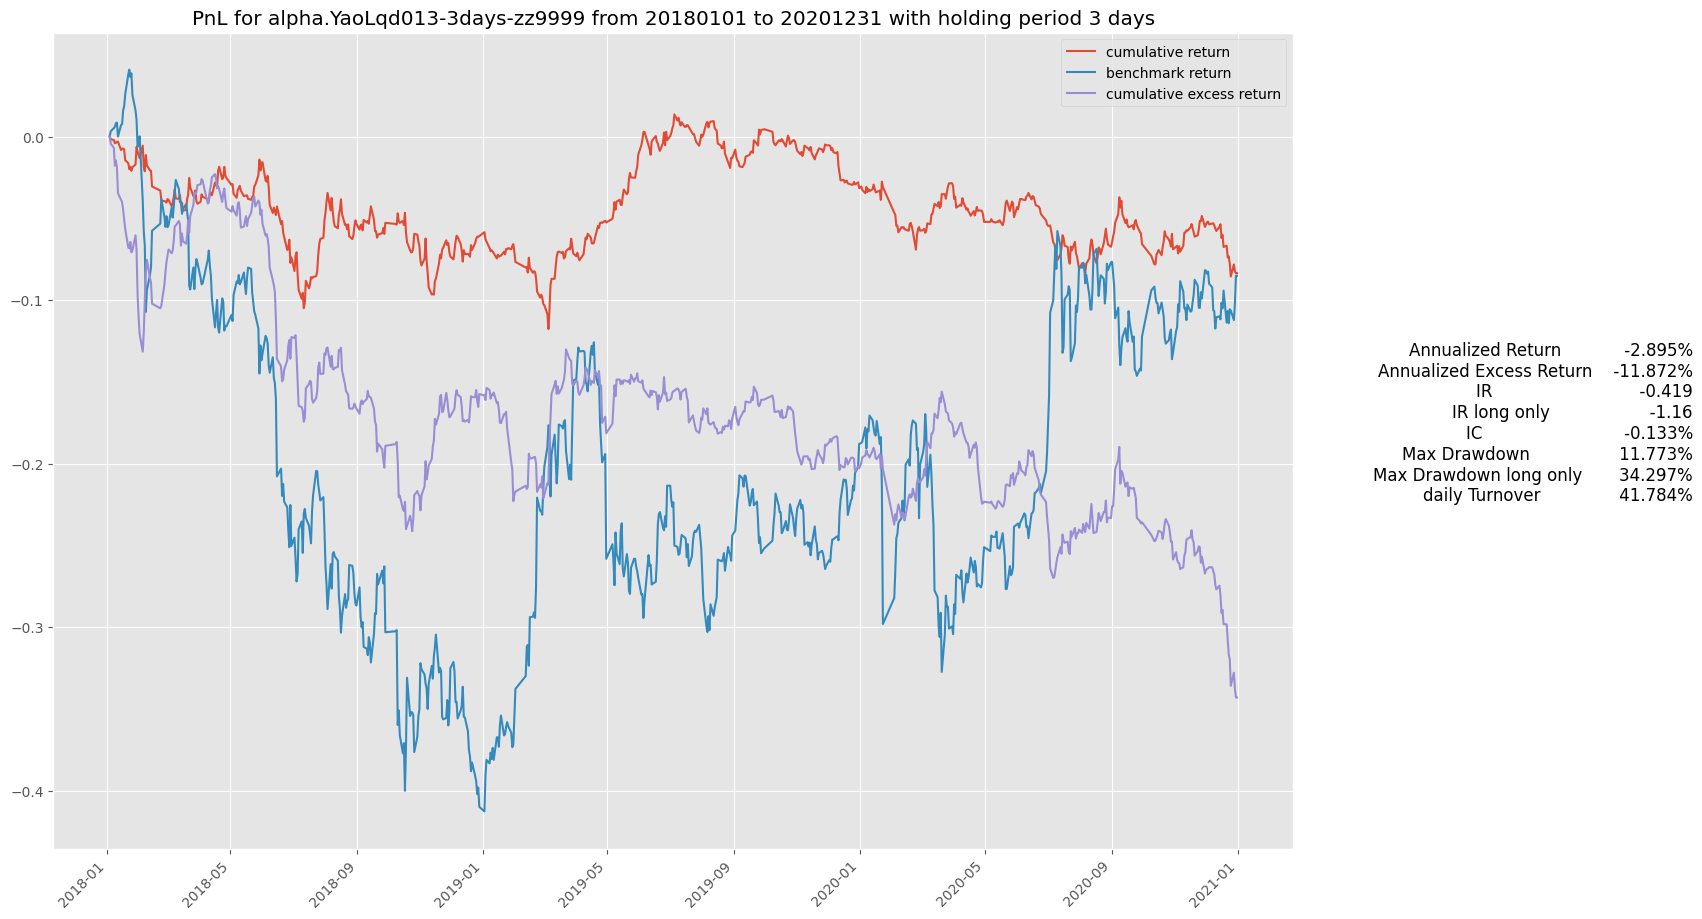 PnL for alpha.YaoLqd013-3days-zz9999 from 20180101 to 20201231 with holding period 3 days
cumulative return
benchmark return
cumulative excess return
0.0
−0.1
−0.2
−0.3
−0.4
2018-01
2018-05
2018-09
2019-01
2019-05
2019-09
2020-01
2020-05
2020-09
2021-01
Annualized Return -2.895%
Annualized Excess Return -11.872%
IR -0.419
IR long only -1.16
IC -0.133%
Max Drawdown 11.773%
Max Drawdown long only 34.297%
daily Turnover 41.784%